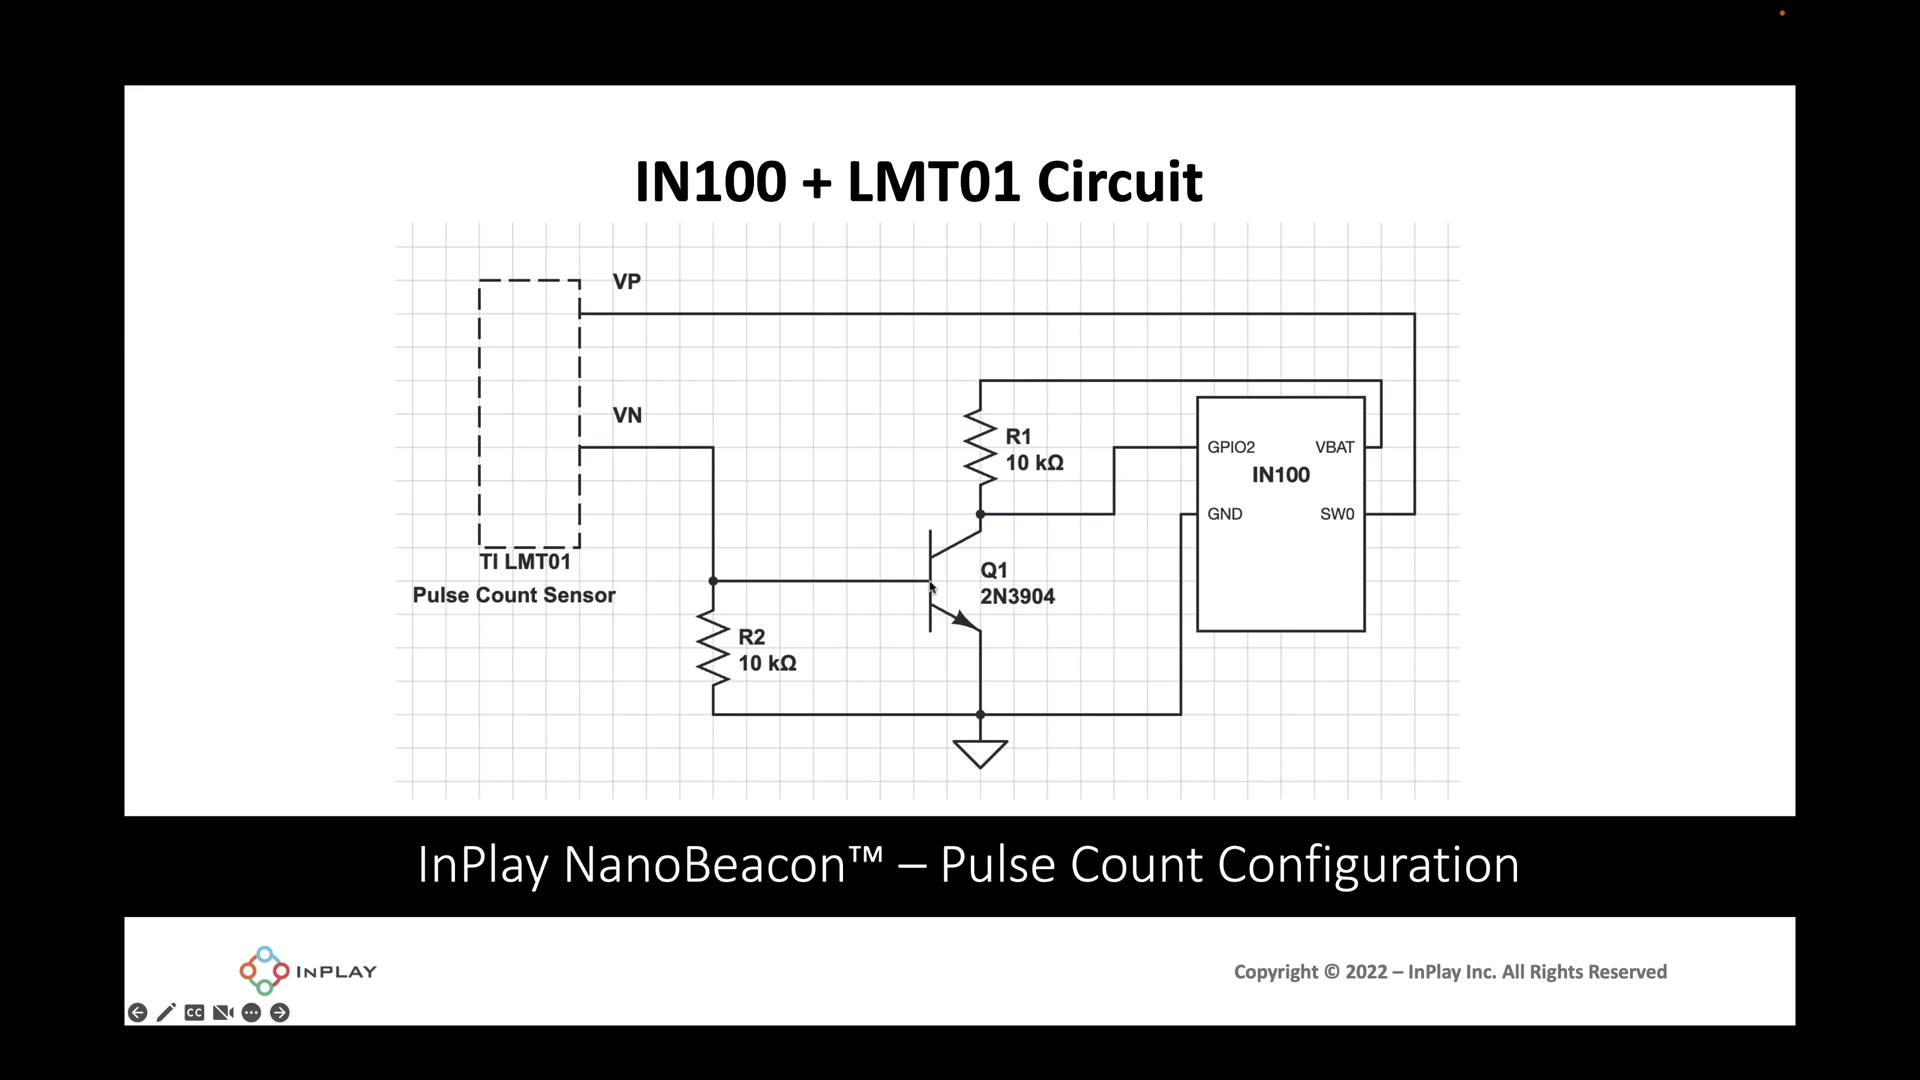 IN100 + LMT01 Circuit
VP
VN
TI LMT01
Pulse Count Sensor
R1
10 kΩ
R2
10 kΩ
Q1
2N3904
GPIO2
VBAT
IN100
GND
SW0
InPlay NanoBeacon™ – Pulse Count Configuration
INPLAY
Copyright © 2022 – InPlay Inc. All Rights Reserved
CC